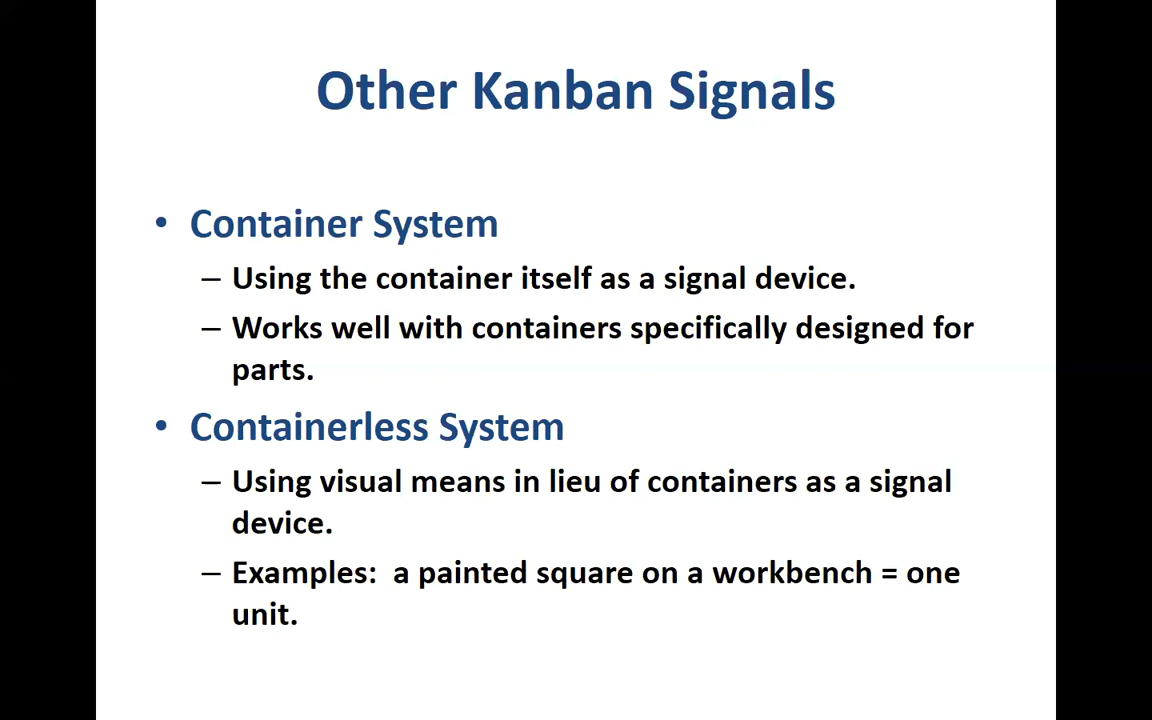 Other Kanban Signals
• Container System
– Using the container itself as a signal device.
– Works well with containers specifically designed for
parts.
• Containerless System
– Using visual means in lieu of containers as a signal
device.
– Examples:  a painted square on a workbench = one
unit.